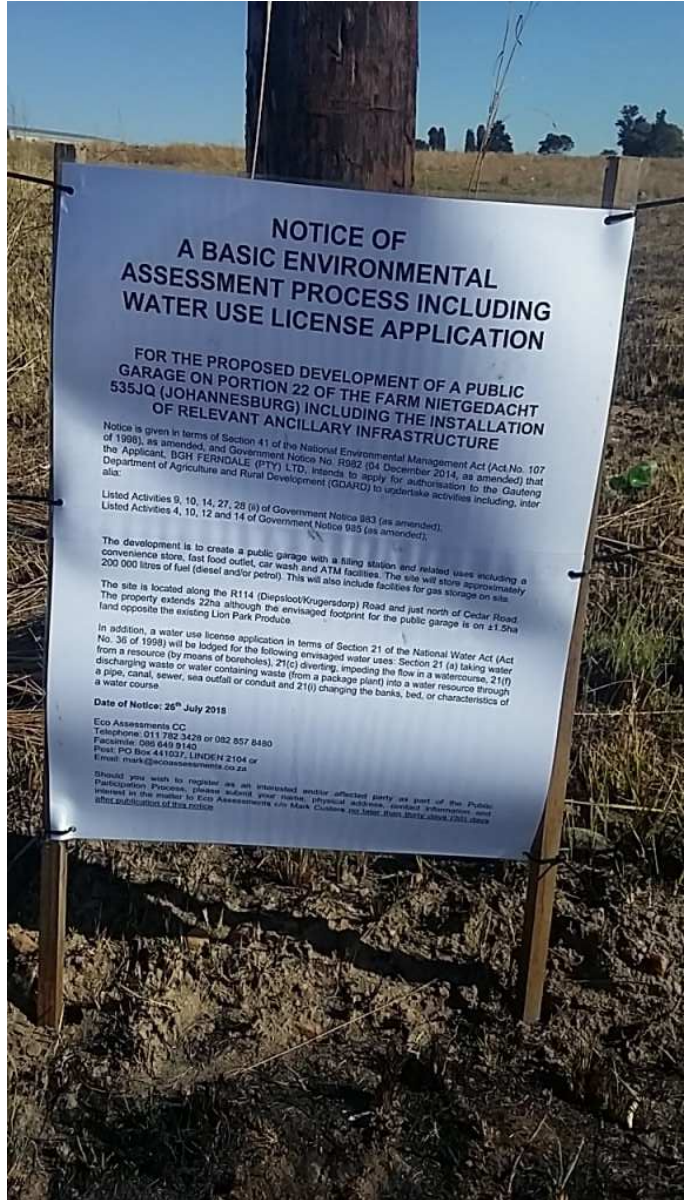 NOTICE OF
A BASIC ENVIRONMENTAL
ASSESSMENT PROCESS INCLUDING
WATER USE LICENSE APPLICATION
FOR THE PROPOSED DEVELOPMENT OF A PUBLIC
GARAGE ON PORTION 22 OF THE FARM NIETGEDACHT
535JQ (JOHANNESBURG) INCLUDING THE INSTALLATION
OF RELEVANT ANCILLARY INFRASTRUCTURE
Notice is given in terms of Section 41 of the National Environmental Management Act (Act No. 107
of 1998), as amended, and Government Notice No. R982 (04 December 2014, as amended) that
the Applicant, BGH FERNDALE (PTY) LTD, intends to apply for authorisation to the Gauteng
Department of Agriculture and Rural Development (GDARD) to undertake activities including, inter
alia:
Listed Activities 9, 10, 14, 27, 28 (a) of Government Notice 983 (as amended),
Listed Activities 4, 10, 12 and 14 of Government Notice 985 (as amended),
The development is to create a public garage with a filling station and related uses including a
convenience store, fast food outlet, car wash and ATM facilities. The site will store approximately
200 000 litres of fuel (diesel and/or petrol). This will also include facilities for gas storage on site.
The site is located along the R114 (Diepsloot/Krugersdorp) Road and just north of Cedar Road.
The property extends 22ha although the envisaged footprint for the public garage is on ±1.5ha
land opposite the existing Lion Park Produce.
In addition, a water use license application in terms of Section 21 of the National Water Act (Act
No. 36 of 1998) will be lodged for the following envisaged water uses: Section 21 (a) taking water
from a resource (by means of boreholes), 21(c) diverting, impeding the flow in a watercourse, 21(f)
discharging waste or water containing waste (from a package plant) into a water resource through
a pipe, canal, sewer, sea outfall or conduit and 21(i) changing the banks, bed, or characteristics of
a water course.
Date of Notice: 26th July 2018
Eco Assessments CC
Telephone: 011 782 3428 or 082 857 8480
Facsimile: 086 649 9140
Post: PO Box 441037, LINDEN 2104 or
Email: mark@ecoassessments.co.za
Should you wish to register as an interested and/or affected party as part of the Public
Participation Process, please submit your name, physical address, contact information and
interest in the matter to Eco Assessments c/o Mark Custers no later than thirty days (30) days
after publication of this notice